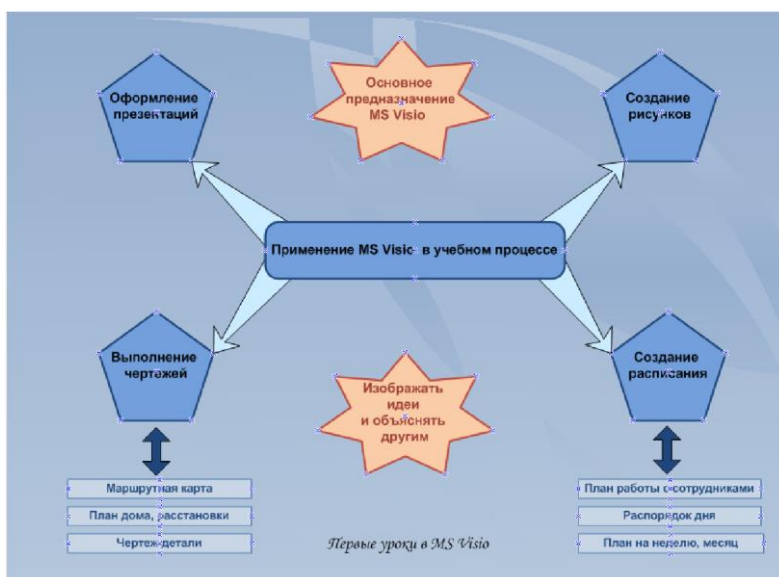 Оформление
презентаций
Основное
предназначение
MS Visio
Создание
рисунков
Применение MS Visio в учебном процессе
Выполнение
чертежей
Изображать
идеи
и объяснять
другим
Создание
расписания
Маршрутная карта
План дома, расстановки
Чертеж детали
План работы с сотрудниками
Распорядок дня
План на неделю, месяц
Первые уроки в MS Visio